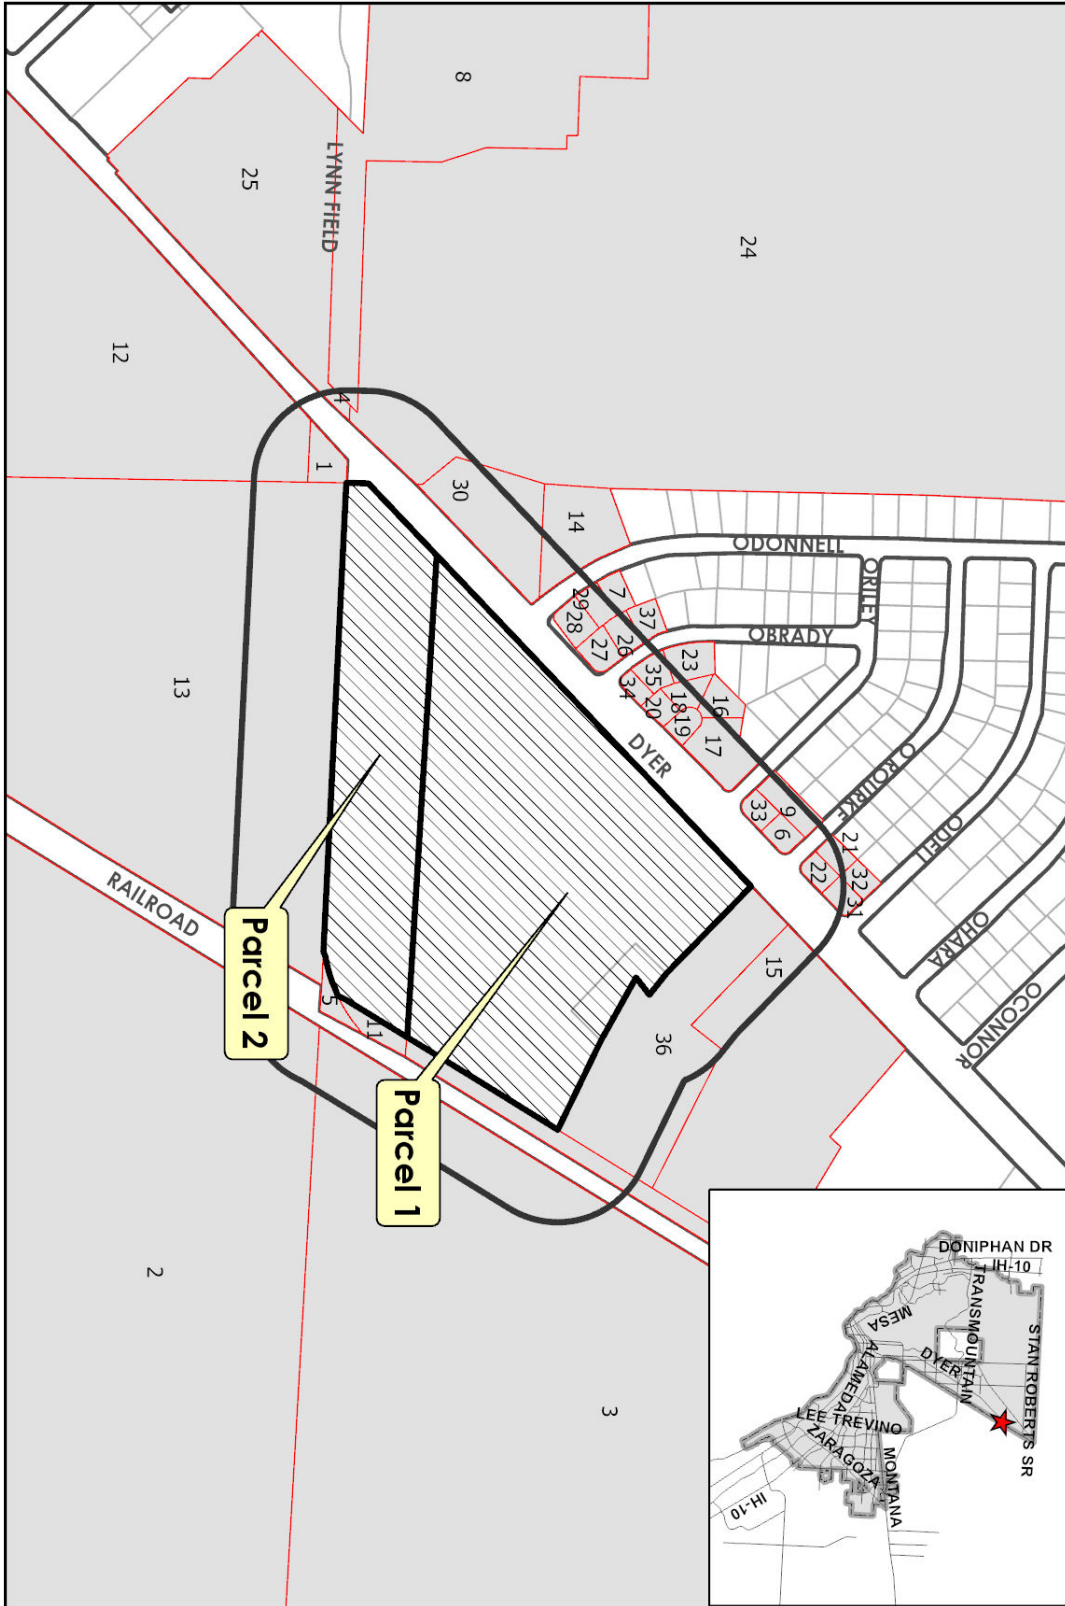 8
24
LYNN FIELD
25
12
4
1
30
14
13
ODONNELL
ORILEY
OBRADY
7
29
37
28
26
27
23
35
34
18
16
20
19
17
DYER
O ROURKE
9
33
6
21
ODELL
22
32
31
OHARA
OCONNOR
15
36
RAILROAD
5
11
Parcel 2
Parcel 1
2
3
DONIPHAN DR
IH-10
TRANSMOUNTAIN
STAN ROBERTS SR
MESA
DYER
ALAMEDA
LEE TREVINO
ZARAGOZA
MONTANA
IH-10